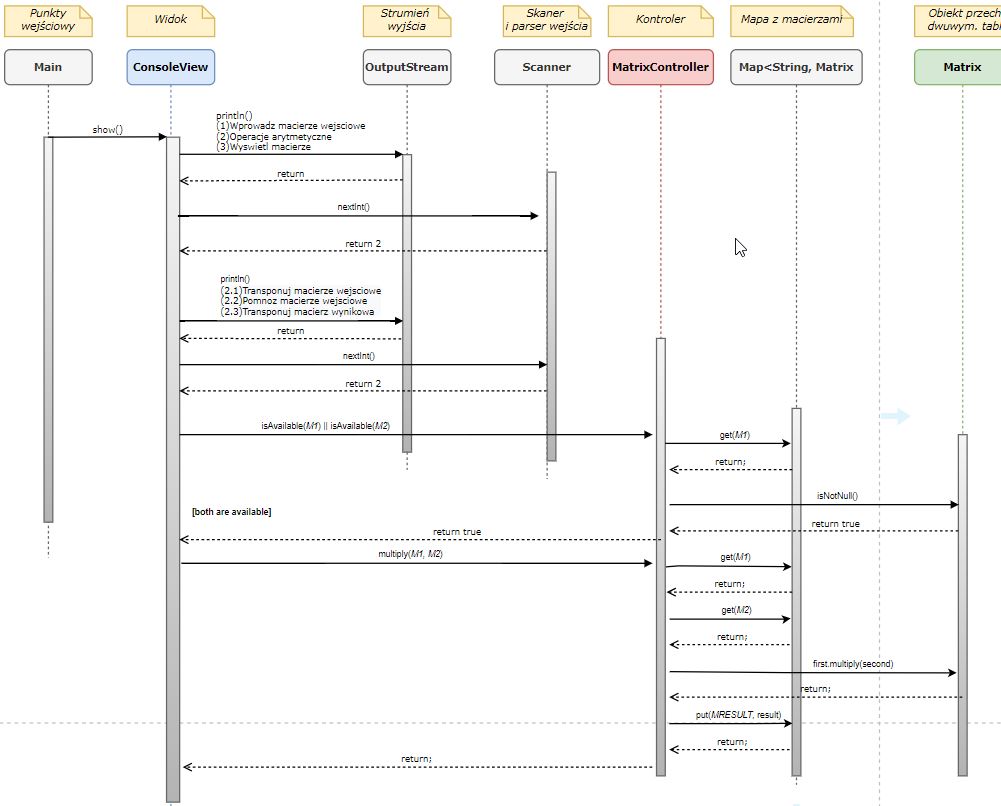 Punkty
wejściowy
Widok
Strumień
wyjścia
Skaner
i parser wejścia
Kontroler
Mapa z macierzami
Obiekt przech
dwuwym. tabl
Main
ConsoleView
OutputStream
Scanner
MatrixController
Map<String, Matrix
Matrix
show()
println()
(1)Wprowadz macierze wejsciowe
(2)Operacje arytmetyczne
(3)Wyswietl macierze
return
nextInt()
return 2
println()
(2.1)Transponuj macierze wejsciowe
(2.2)Pomnoz macierze wejsciowe
(2.3)Transponuj macierz wynikowa
return
nextInt()
return 2
isAvailable(M1) || isAvailable(M2)
get(M1)
return;
isNotNull()
[both are available]
return true
return true
multiply(M1, M2)
get(M1)
return;
get(M2)
return;
first.multiply(second)
return;
put(MRESULT, result)
return;
return;